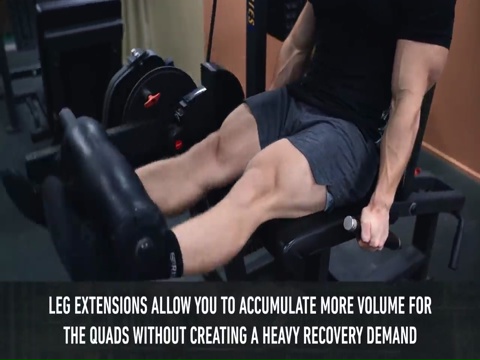 LEG EXTENSIONS ALLOW YOU TO ACCUMULATE MORE VOLUME FOR
THE QUADS WITHOUT CREATING A HEAVY RECOVERY DEMAND